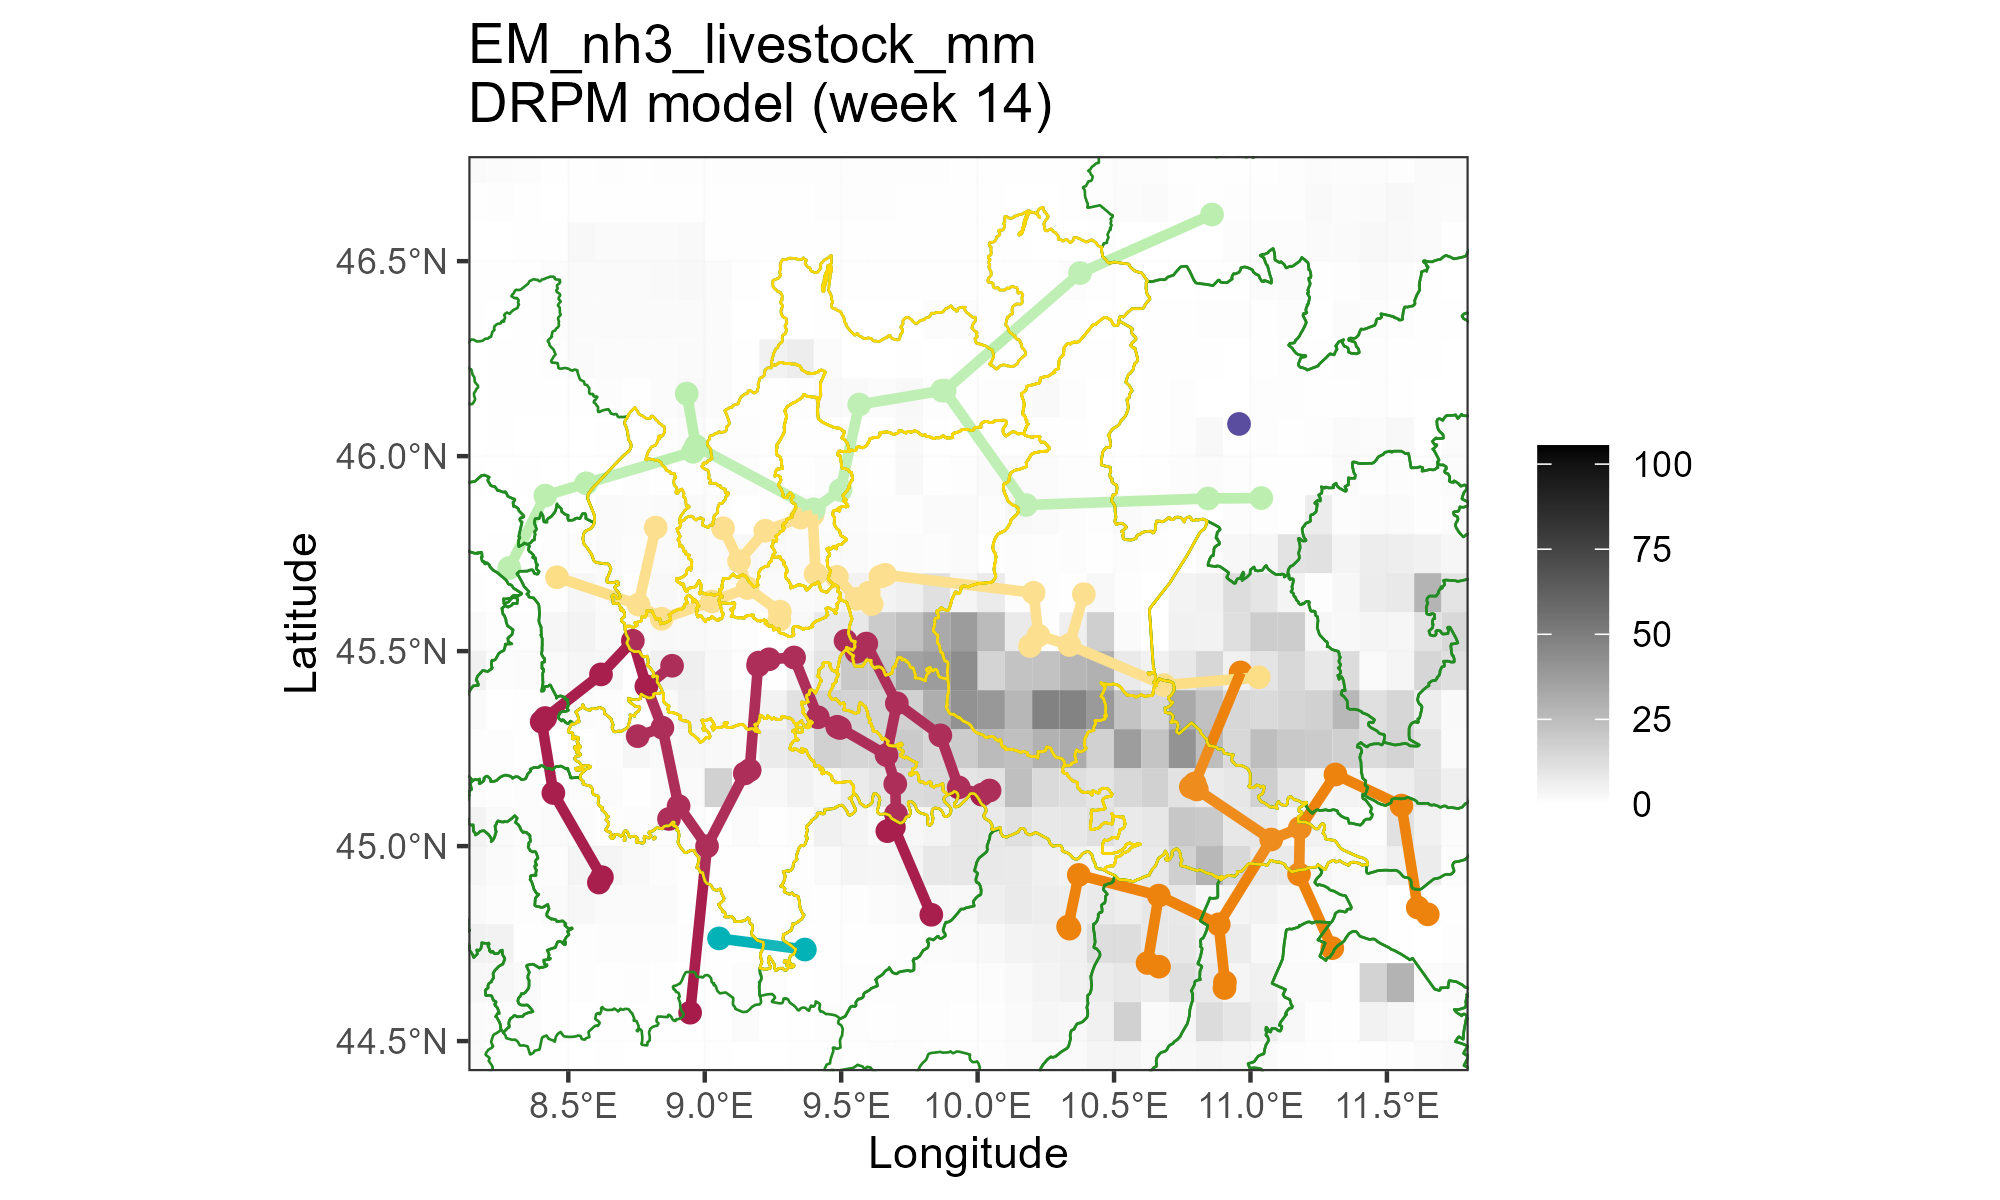 EM_nh3_livestock_mm
DRPM model (week 14)
46.5°N
46.0°N
45.5°N
45.0°N
44.5°N
Latitude
8.5°E
9.0°E
9.5°E
10.0°E
10.5°E
11.0°E
11.5°E
Longitude
100
75
50
25
0